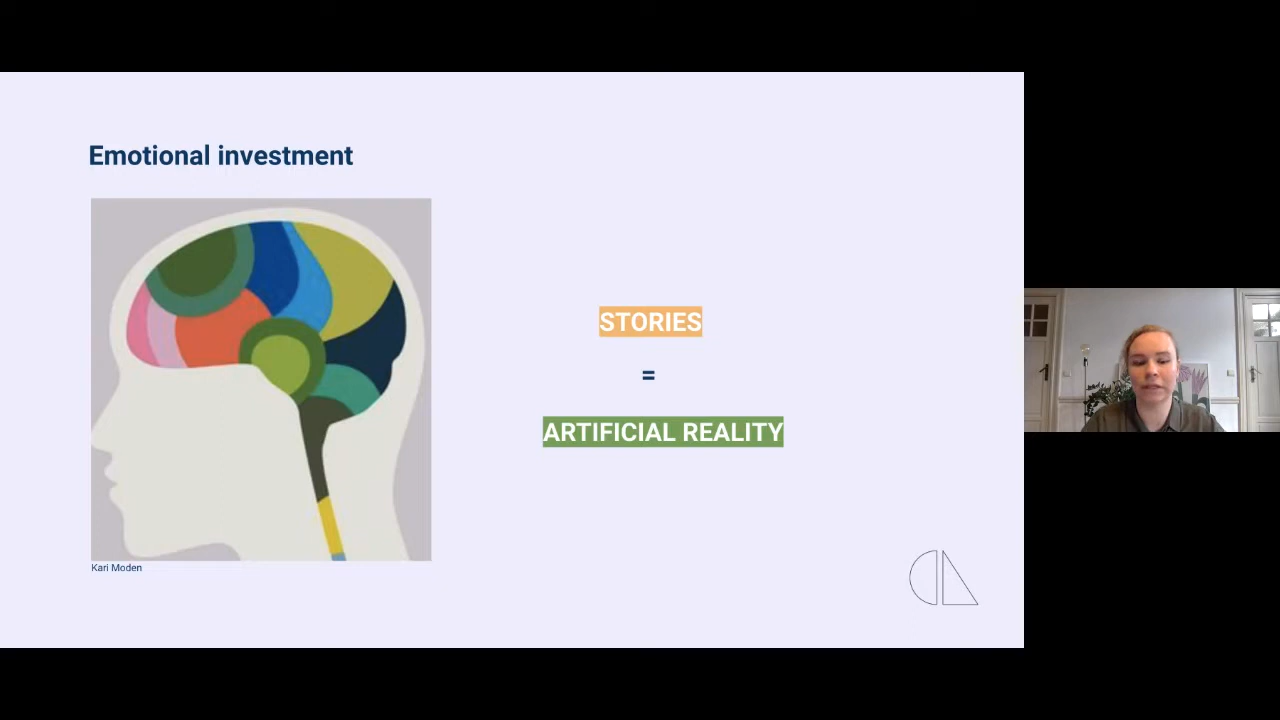 Emotional investment
STORIES
=
ARTIFICIAL REALITY
Kari Moden